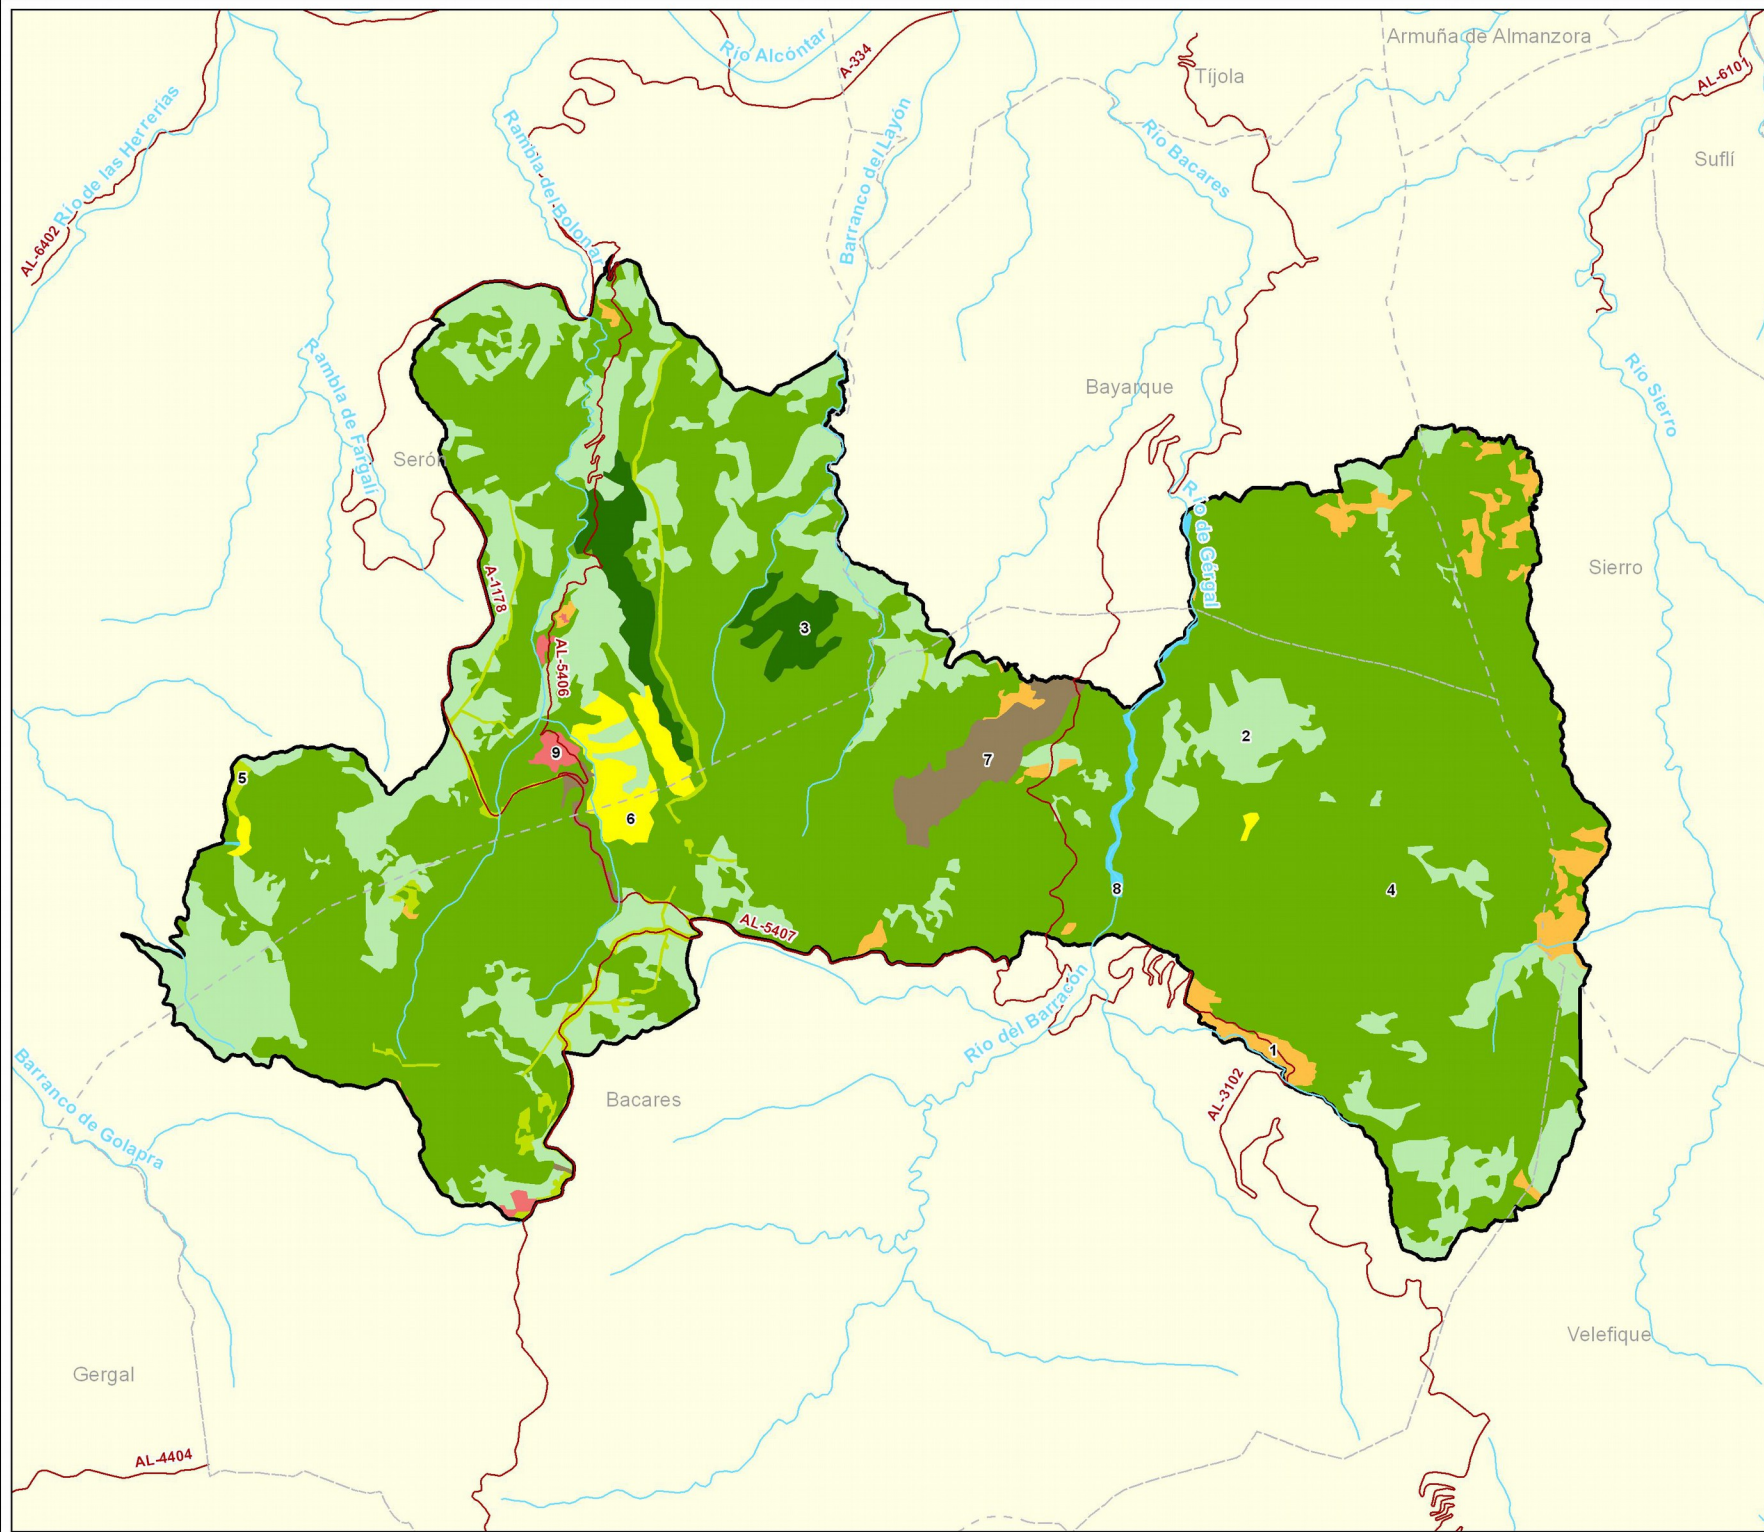 Armuña de Almanzora
Río Alcóntar
A-334
Tíjola
AL-6101
Río de las Herrerías
Rambla del Bolonar
Barranco del Layón
Río Bacares
Suflí
AL-6402
Rambla de Fargalí
Bayarque
Río Sierro
Serón
Río de Gérgal
A-1178
Sierro
3
AL-5406
2
9
7
5
6
8
4
AL-5407
Río del Barracón
1
Barranco de Golapra
Bacares
AL-3102
Velefique
Gergal
AL-4404